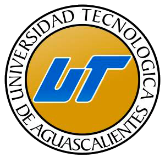 UNIVERSIDAD TECNOLOGICA
DE AGUASCALIENTES
UT